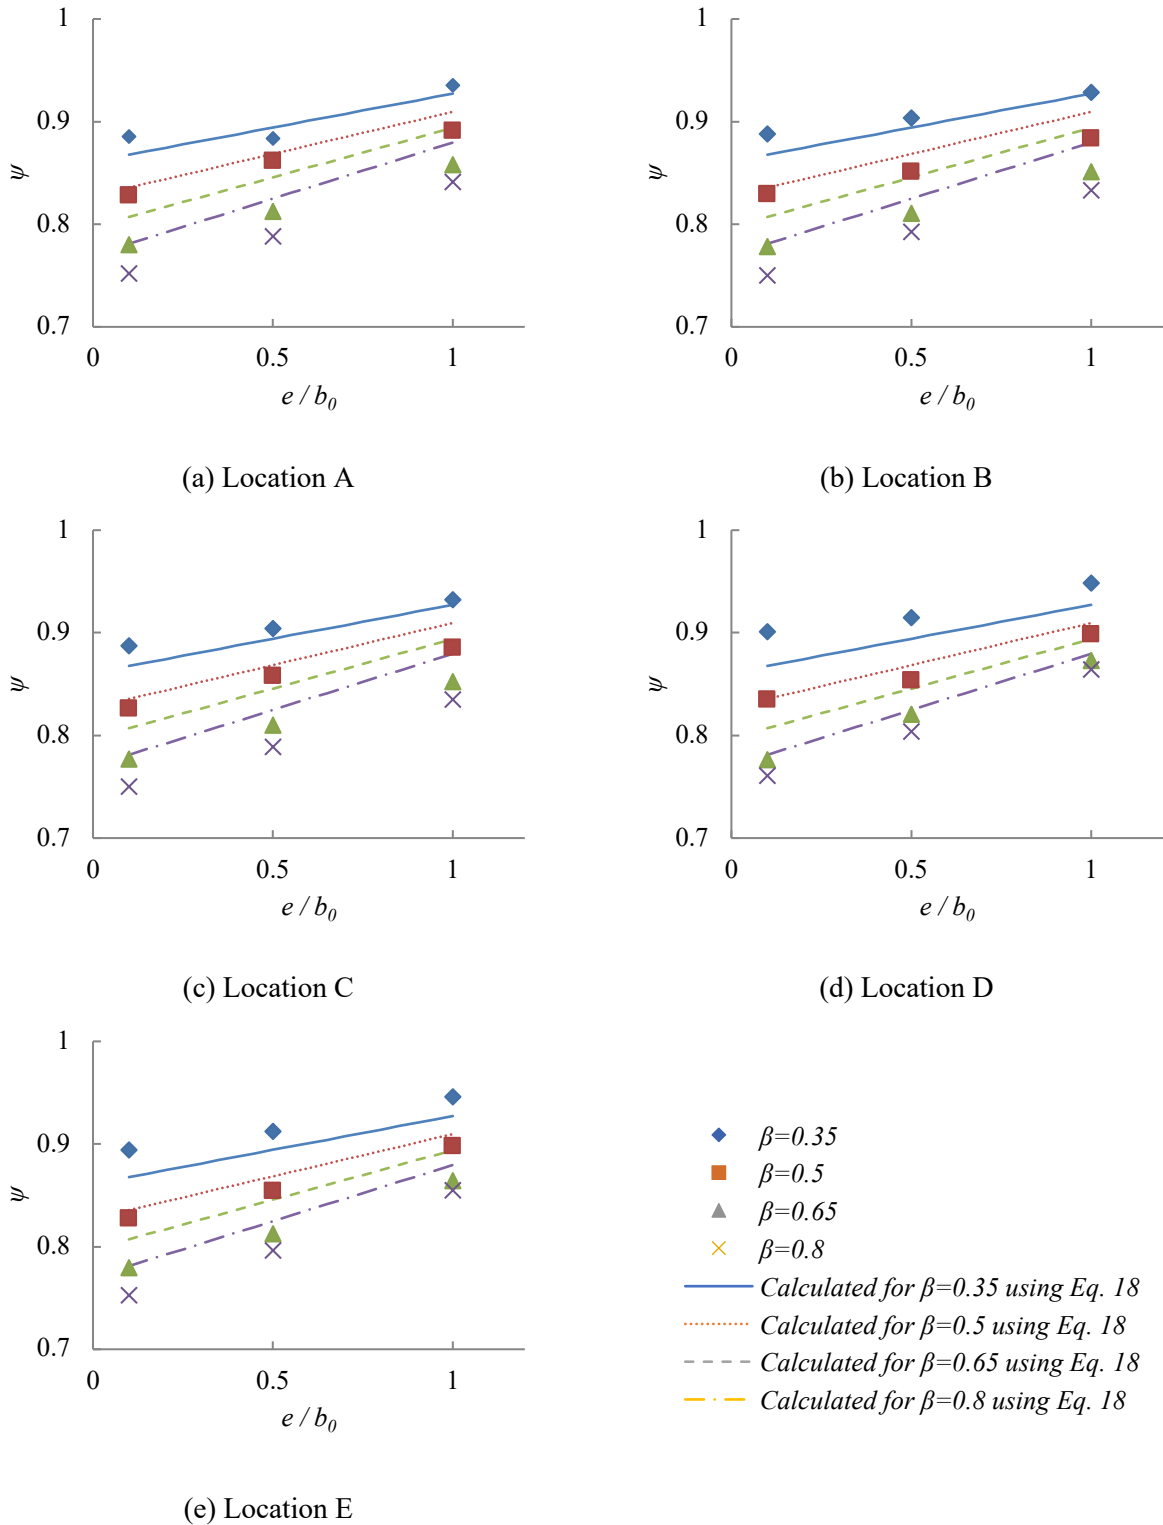 1
0.9
ψ
0.8
0.7
0
0.5
1
e / b0
(a) Location A
1
0.9
ψ
0.8
0.7
0
0.5
1
e / b0
(b) Location B
1
0.9
ψ
0.8
0.7
0
0.5
1
e / b0
(c) Location C
1
0.9
ψ
0.8
0.7
0
0.5
1
e / b0
(d) Location D
1
0.9
ψ
0.8
0.7
0
0.5
1
e / b0
(e) Location E
β=0.35
β=0.5
β=0.65
β=0.8
Calculated for β=0.35 using Eq. 18
Calculated for β=0.5 using Eq. 18
Calculated for β=0.65 using Eq. 18
Calculated for β=0.8 using Eq. 18